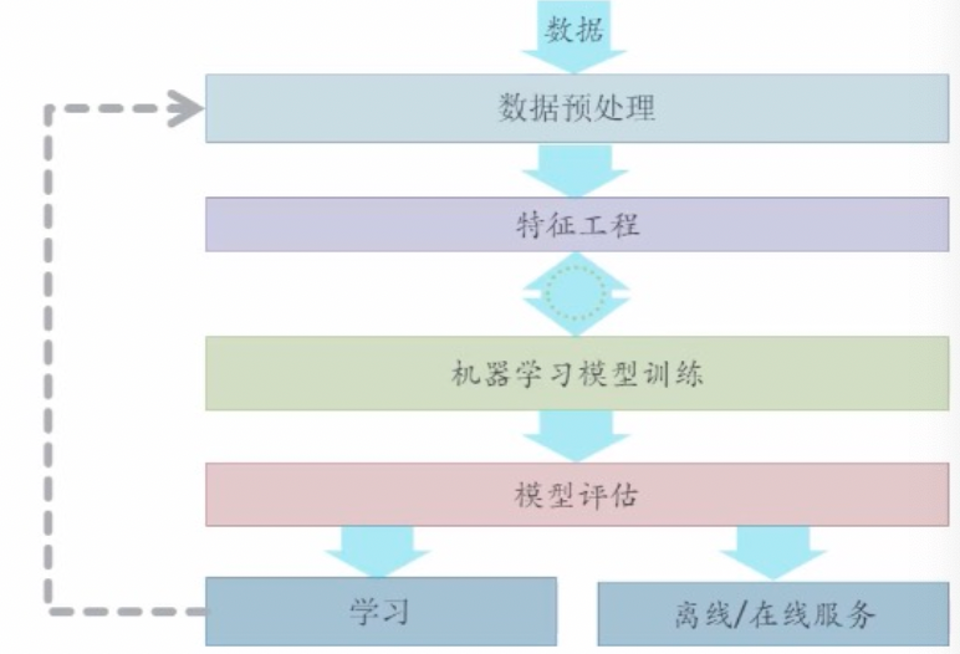 数据
数据预处理
特征工程
机器学习模型训练
模型评估
学习
离线/在线服务